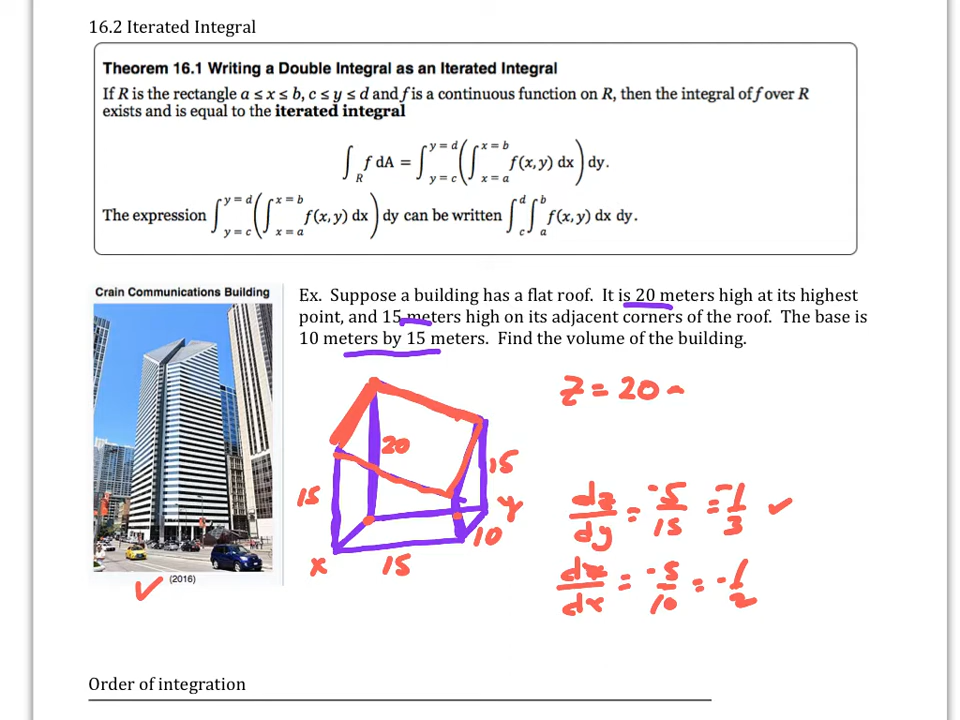 16.2 Iterated Integral
Theorem 16.1 Writing a Double Integral as an Iterated Integral
If R is the rectangle a ≤ x ≤ b, c ≤ y ≤ d and f is a continuous function on R, then the integral of f over R
exists and is equal to the iterated integral
∫_R f dA = ∫_{y = c}^{y = d} ( ∫_{x = a}^{x = b} f(x, y) dx ) dy.
The expression ∫_{y = c}^{y = d} ( ∫_{x = a}^{x = b} f(x, y) dx ) dy can be written ∫_c^d ∫_a^b f(x, y) dx dy.
Crain Communications Building
(2016)
Ex. Suppose a building has a flat roof. It is 20 meters high at its highest
point, and 15 meters high on its adjacent corners of the roof. The base is
10 meters by 15 meters. Find the volume of the building.
z = 20 -
20
15
15
y
10
x
15
dz/dy = -5/15 = -1/3 ✓
dz/dx = -5/10 = -1/2
Order of integration